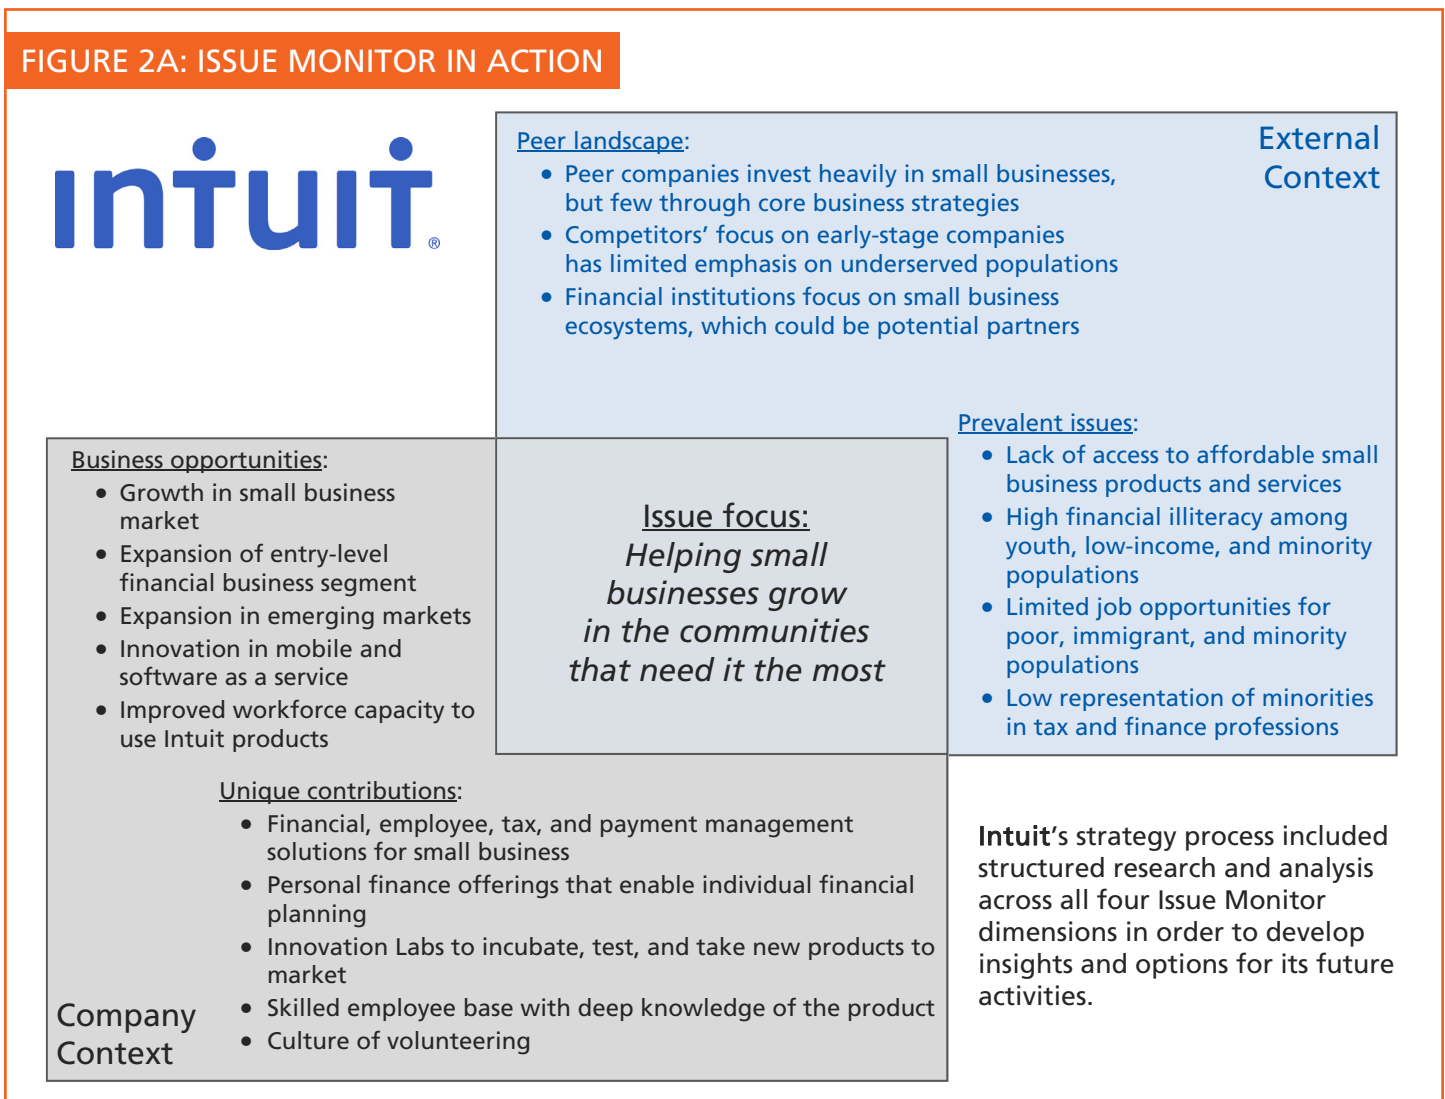 FIGURE 2A: ISSUE MONITOR IN ACTION
intuit®
External
Context
Peer landscape:
• Peer companies invest heavily in small businesses,
but few through core business strategies
• Competitors’ focus on early-stage companies
has limited emphasis on underserved populations
• Financial institutions focus on small business
ecosystems, which could be potential partners
Prevalent issues:
• Lack of access to affordable small
business products and services
• High financial illiteracy among
youth, low-income, and minority
populations
• Limited job opportunities for
poor, immigrant, and minority
populations
• Low representation of minorities
in tax and finance professions
Business opportunities:
• Growth in small business
market
• Expansion of entry-level
financial business segment
• Expansion in emerging markets
• Innovation in mobile and
software as a service
• Improved workforce capacity to
use Intuit products
Issue focus:
Helping small
businesses grow
in the communities
that need it the most
Unique contributions:
• Financial, employee, tax, and payment management
solutions for small business
• Personal finance offerings that enable individual financial
planning
• Innovation Labs to incubate, test, and take new products to
market
• Skilled employee base with deep knowledge of the product
• Culture of volunteering
Company
Context
Intuit’s strategy process included
structured research and analysis
across all four Issue Monitor
dimensions in order to develop
insights and options for its future
activities.